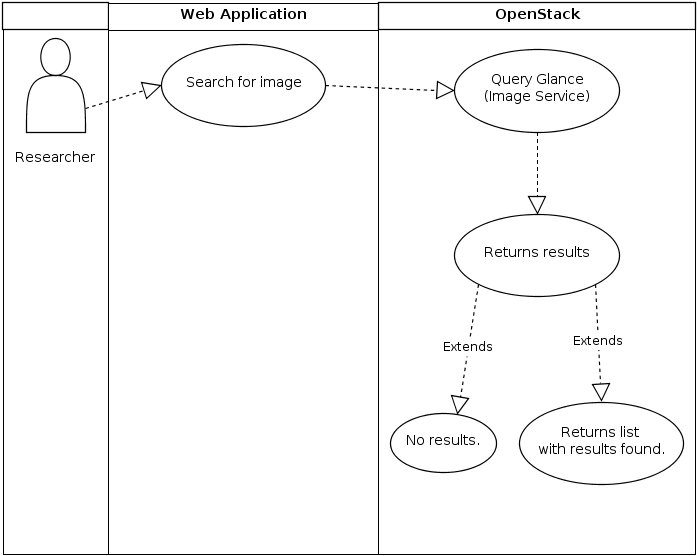 Web Application
OpenStack
Search for image
Query Glance
(Image Service)
Researcher
Returns results
Extends
Extends
No results.
Returns list
with results found.